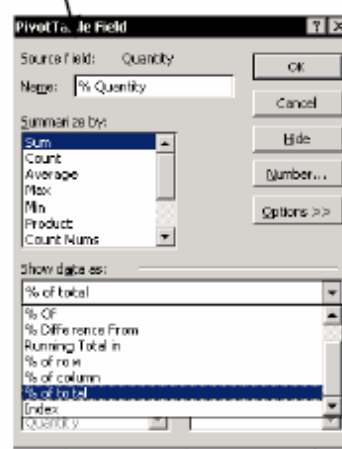 PivotTable Field
Source field: Quantity
Name: % Quantity
Summarize by:
Sum
Count
Average
Max
Min
Product
Count Nums
OK
Cancel
Hide
Number...
Options >>
Show data as:
% of total
% Of
% Difference From
Running Total in
% of row
% of column
% of total
Index
Quantity